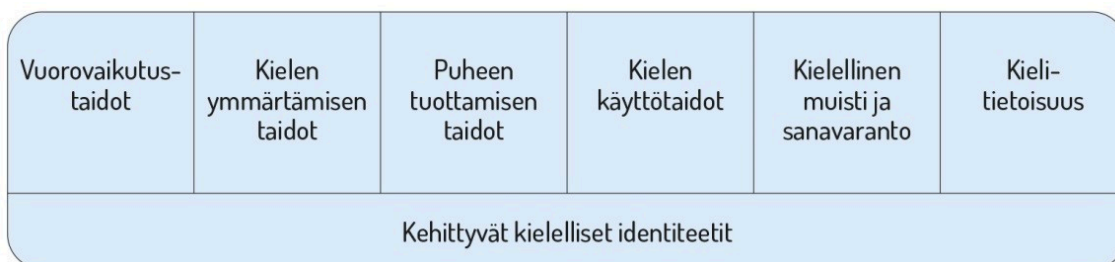 Vuorovaikutus-
taidot
Kielen
ymmärtämisen
taidot
Puheen
tuottamisen
taidot
Kielen
käyttötaidot
Kielellinen
muisti ja
sanavaranto
Kieli-
tietoisuus
Kehittyvät kielelliset identiteetit